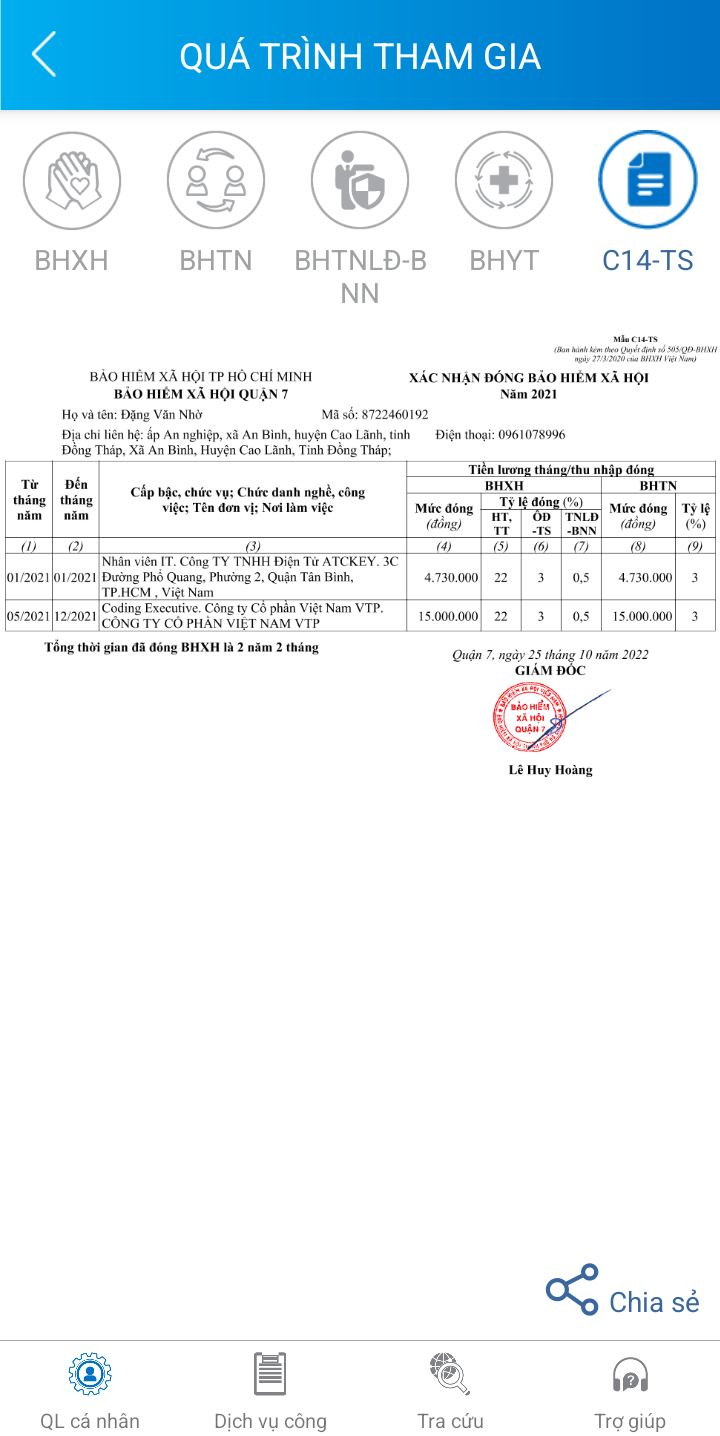 QUÁ TRÌNH THAM GIA
BHXH
BHTN
BHTNLĐ-B
NN
BHYT
C14-TS
Mẫu C14-TS
(Ban hành kèm theo Quyết định số 505/QĐ-BHXH
ngày 27/3/2020 của BHXH Việt Nam)
BẢO HIỂM XÃ HỘI TP HỒ CHÍ MINH
BẢO HIỂM XÃ HỘI QUẬN 7
XÁC NHẬN ĐÓNG BẢO HIỂM XÃ HỘI
Năm 2021
Họ và tên: Đặng Văn Nhờ
Mã số: 8722460192
Địa chỉ liên hệ: ấp An nghiệp, xã An Bình, huyện Cao Lãnh, tỉnh
Đồng Tháp, Xã An Bình, Huyện Cao Lãnh, Tỉnh Đồng Tháp;
Điện thoại: 0961078996
Từ
tháng
năm
Đến
tháng
năm
Cấp bậc, chức vụ; Chức danh nghề, công
việc; Tên đơn vị; Nơi làm việc
Tiền lương tháng/thu nhập đóng
BHXH
BHTN
Mức đóng
(đồng)
Tỷ lệ đóng (%)
HT,
TT
ÔĐ
-TS
TNLĐ
-BNN
Mức đóng
(đồng)
Tỷ lệ
(%)
(1) (2) (3) (4) (5) (6) (7) (8) (9)
Nhân viên IT. Công TY TNHH Điện Tử ATCKEY. 3C
01/2021 01/2021 Đường Phổ Quang, Phường 2, Quận Tân Bình, 4.730.000 22 3 0,5 4.730.000 3
TP.HCM , Việt Nam
Coding Executive. Công ty Cổ phần Việt Nam VTP.
05/2021 12/2021 CÔNG TY CỔ PHẦN VIỆT NAM VTP 15.000.000 22 3 0,5 15.000.000 3
Tổng thời gian đã đóng BHXH là 2 năm 2 tháng
Quận 7, ngày 25 tháng 10 năm 2022
GIÁM ĐỐC
BẢO HIỂM
XÃ HỘI
QUẬN 7
Lê Huy Hoàng
Chia sẻ
QL cá nhân
Dịch vụ công
Tra cứu
Trợ giúp